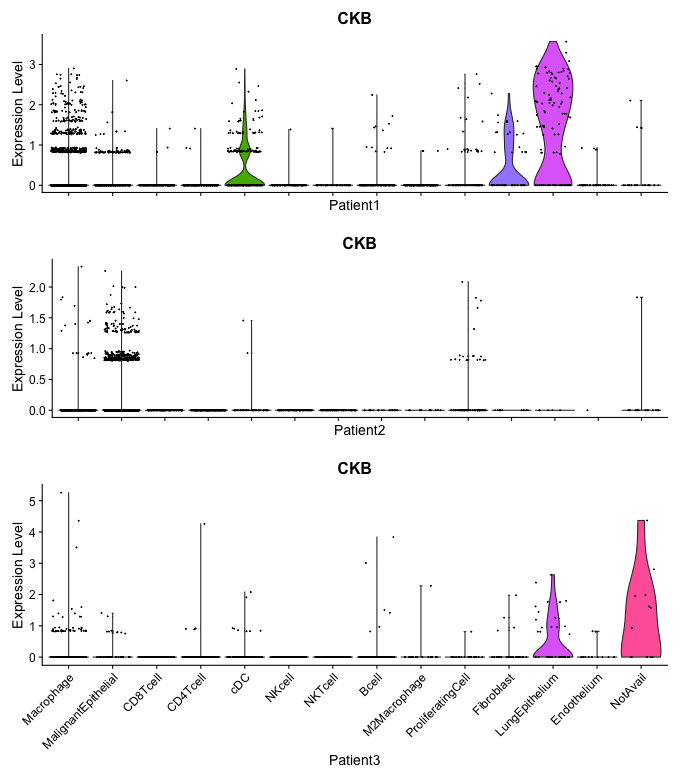 CKB
Expression Level
3
2
1
0
Patient1
CKB
Expression Level
2.0
1.5
1.0
0.5
0.0
Patient2
CKB
Expression Level
5
4
3
2
1
0
Macrophage
MalignantEpithelial
CD8Tcell
CD4Tcell
cDC
NKcell
NKTcell
Bcell
M2Macrophage
ProliferatingCell
Fibroblast
LungEpithelium
Endothelium
NotAvail
Patient3